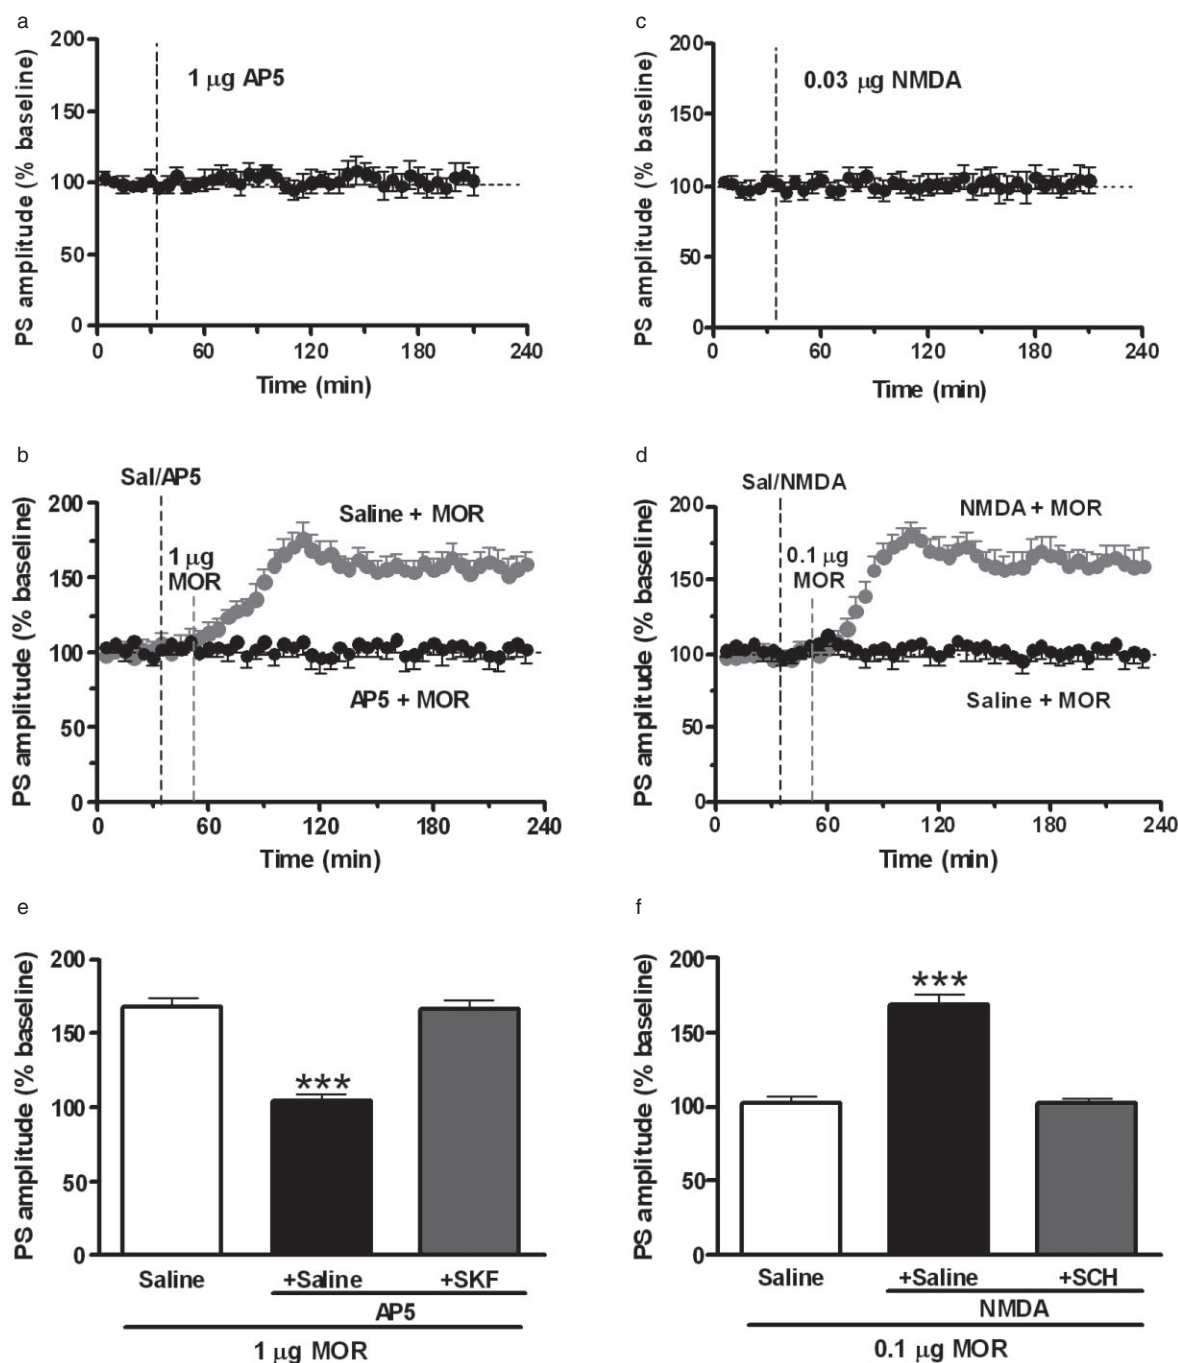 a
PS amplitude (% baseline)
200
150
100
50
0
1 μg AP5
0 60 120 180 240
Time (min)
c
PS amplitude (% baseline)
200
150
100
50
0
0.03 μg NMDA
0 60 120 180 240
Time (min)
b
PS amplitude (% baseline)
200
150
100
50
0
Sal/AP5
Saline + MOR
1 μg
MOR
AP5 + MOR
0 60 120 180 240
Time (min)
d
PS amplitude (% baseline)
200
150
100
50
0
Sal/NMDA
NMDA + MOR
0.1 μg
MOR
Saline + MOR
0 60 120 180 240
Time (min)
e
PS amplitude (% baseline)
200
150
100
50
0
***
Saline +Saline +SKF
AP5
1 μg MOR
f
PS amplitude (% baseline)
200
150
100
50
0
***
Saline +Saline +SCH
NMDA
0.1 μg MOR